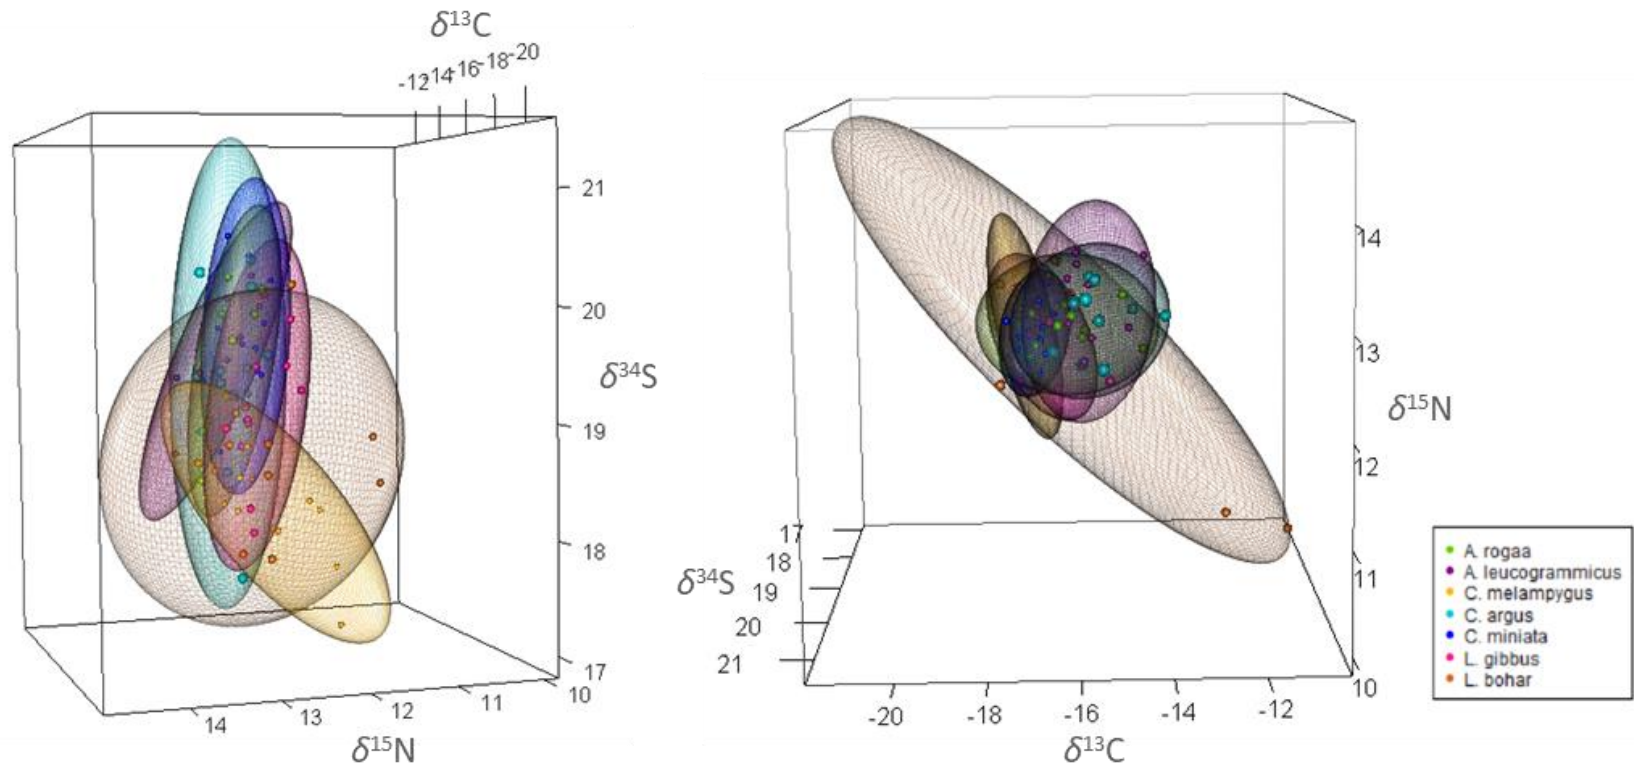 δ13C
-12 -14 -16 -18 -20
21
20
δ34S
19
18
17
14 13 12 11 10
δ15N
14
13
δ15N
12
11
10
17
18
δ34S 19
20
21
-20 -18 -16 -14 -12
δ13C
A. rogaa
A. leucogrammicus
C. melampygus
C. argus
C. miniata
L. gibbus
L. bohar